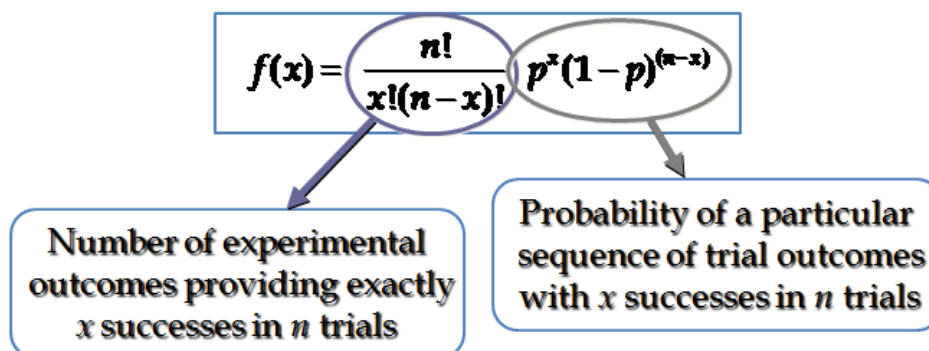 f(x) = n! / x!(n − x)! p^x(1 − p)^(n−x)
Number of experimental
outcomes providing exactly
x successes in n trials
Probability of a particular
sequence of trial outcomes
with x successes in n trials